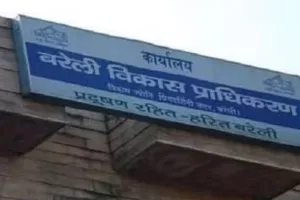 कार्यालय
बरेली विकास प्राधिकरण
प्रदूषण रहित-हरित बरेली